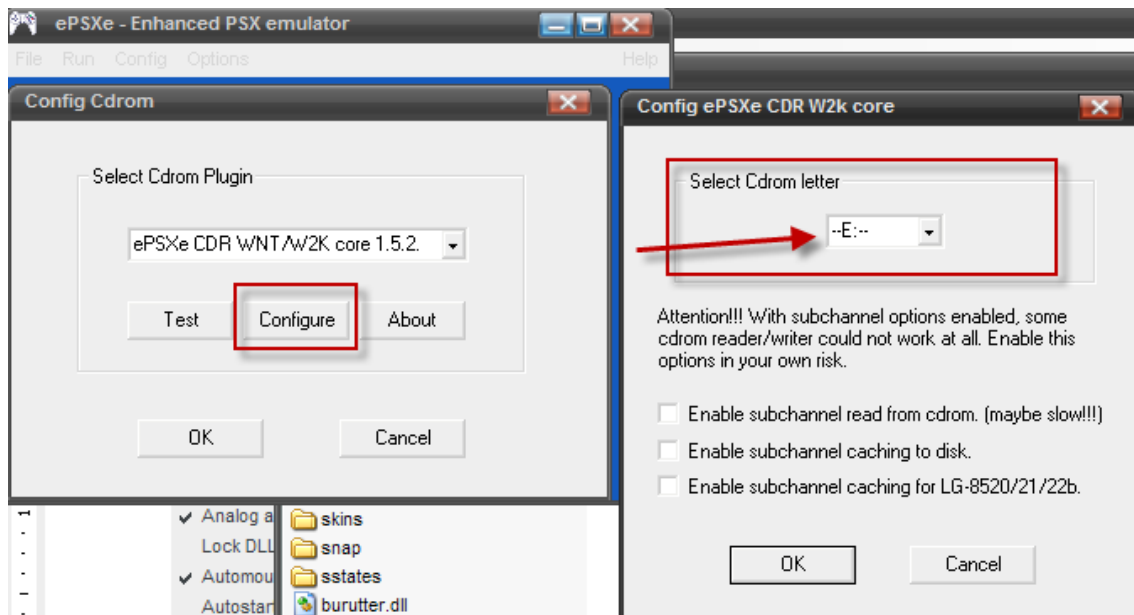 ePSXe - Enhanced PSX emulator
File Run Config Options Help
Config Cdrom
Select Cdrom Plugin
ePSXe CDR WNT/W2K core 1.5.2.
Test Configure About
OK Cancel
Config ePSXe CDR W2k core
Select Cdrom letter
--E:--
Attention!!! With subchannel options enabled, some
cdrom reader/writer could not work at all. Enable this
options in your own risk.
Enable subchannel read from cdrom. (maybe slow!!!)
Enable subchannel caching to disk.
Enable subchannel caching for LG-8520/21/22b.
OK Cancel
Analog a
Lock DLL
Automou
Autostar
skins
snap
sstates
burutter.dll